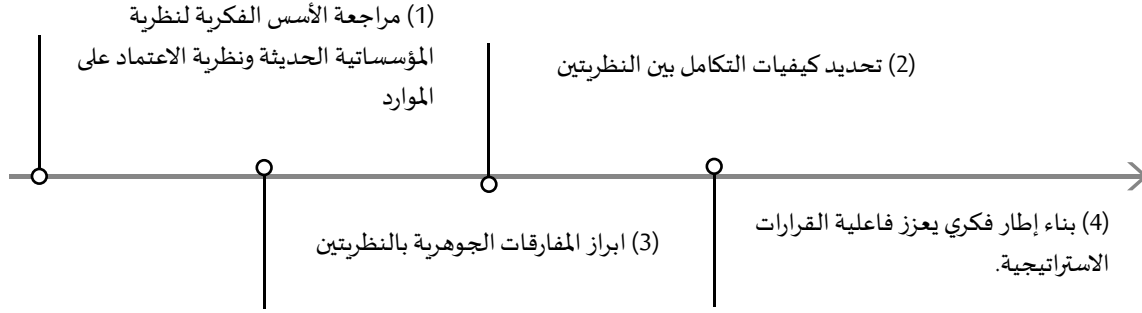 (1) مراجعة الأسس الفكرية لنظرية
المؤسساتية الحديثة ونظرية الاعتماد على
الموارد
(2) تحديد كيفيات التكامل بين النظريتين
(3) ابراز المفارقات الجوهرية بالنظريتين
(4) بناء إطار فكري يعزز فاعلية القرارات
الاستراتيجية.